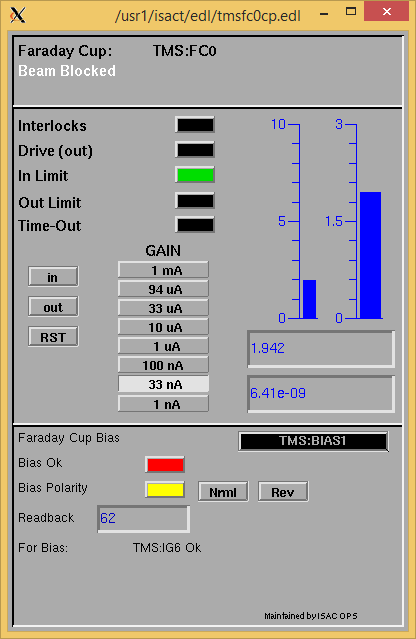 /usr1/isact/edl/tmsfc0cp.edl
Faraday Cup: TMS:FC0
Beam Blocked
Interlocks
Drive (out)
In Limit
Out Limit
Time-Out
10
5
0
3
1.5
0
GAIN
1 mA
94 uA
33 uA
10 uA
1 uA
100 nA
33 nA
1 nA
in
out
RST
1.942
6.41e-09
Faraday Cup Bias TMS:BIAS1
Bias Ok
Bias Polarity Nrml Rev
Readback 62
For Bias: TMS:IG6 Ok
Maintained by ISAC OPS